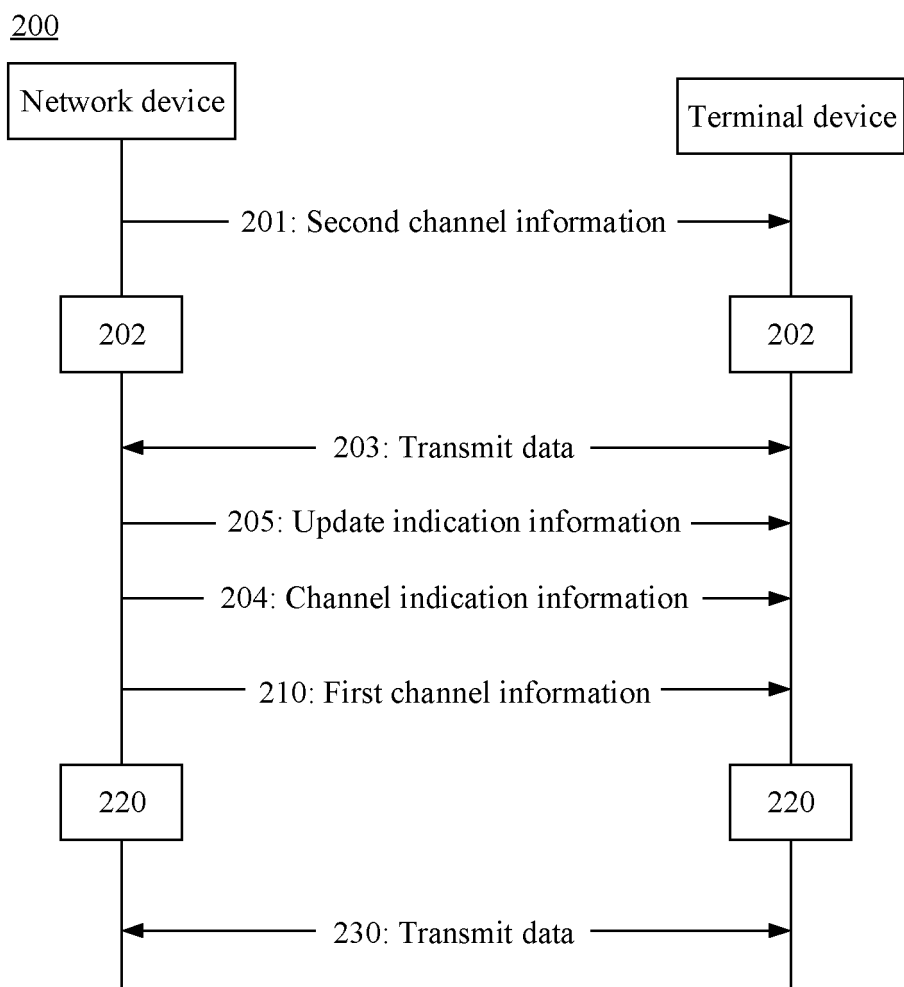 200
Network device
Terminal device
201: Second channel information
202
202
203: Transmit data
205: Update indication information
204: Channel indication information
210: First channel information
220
220
230: Transmit data